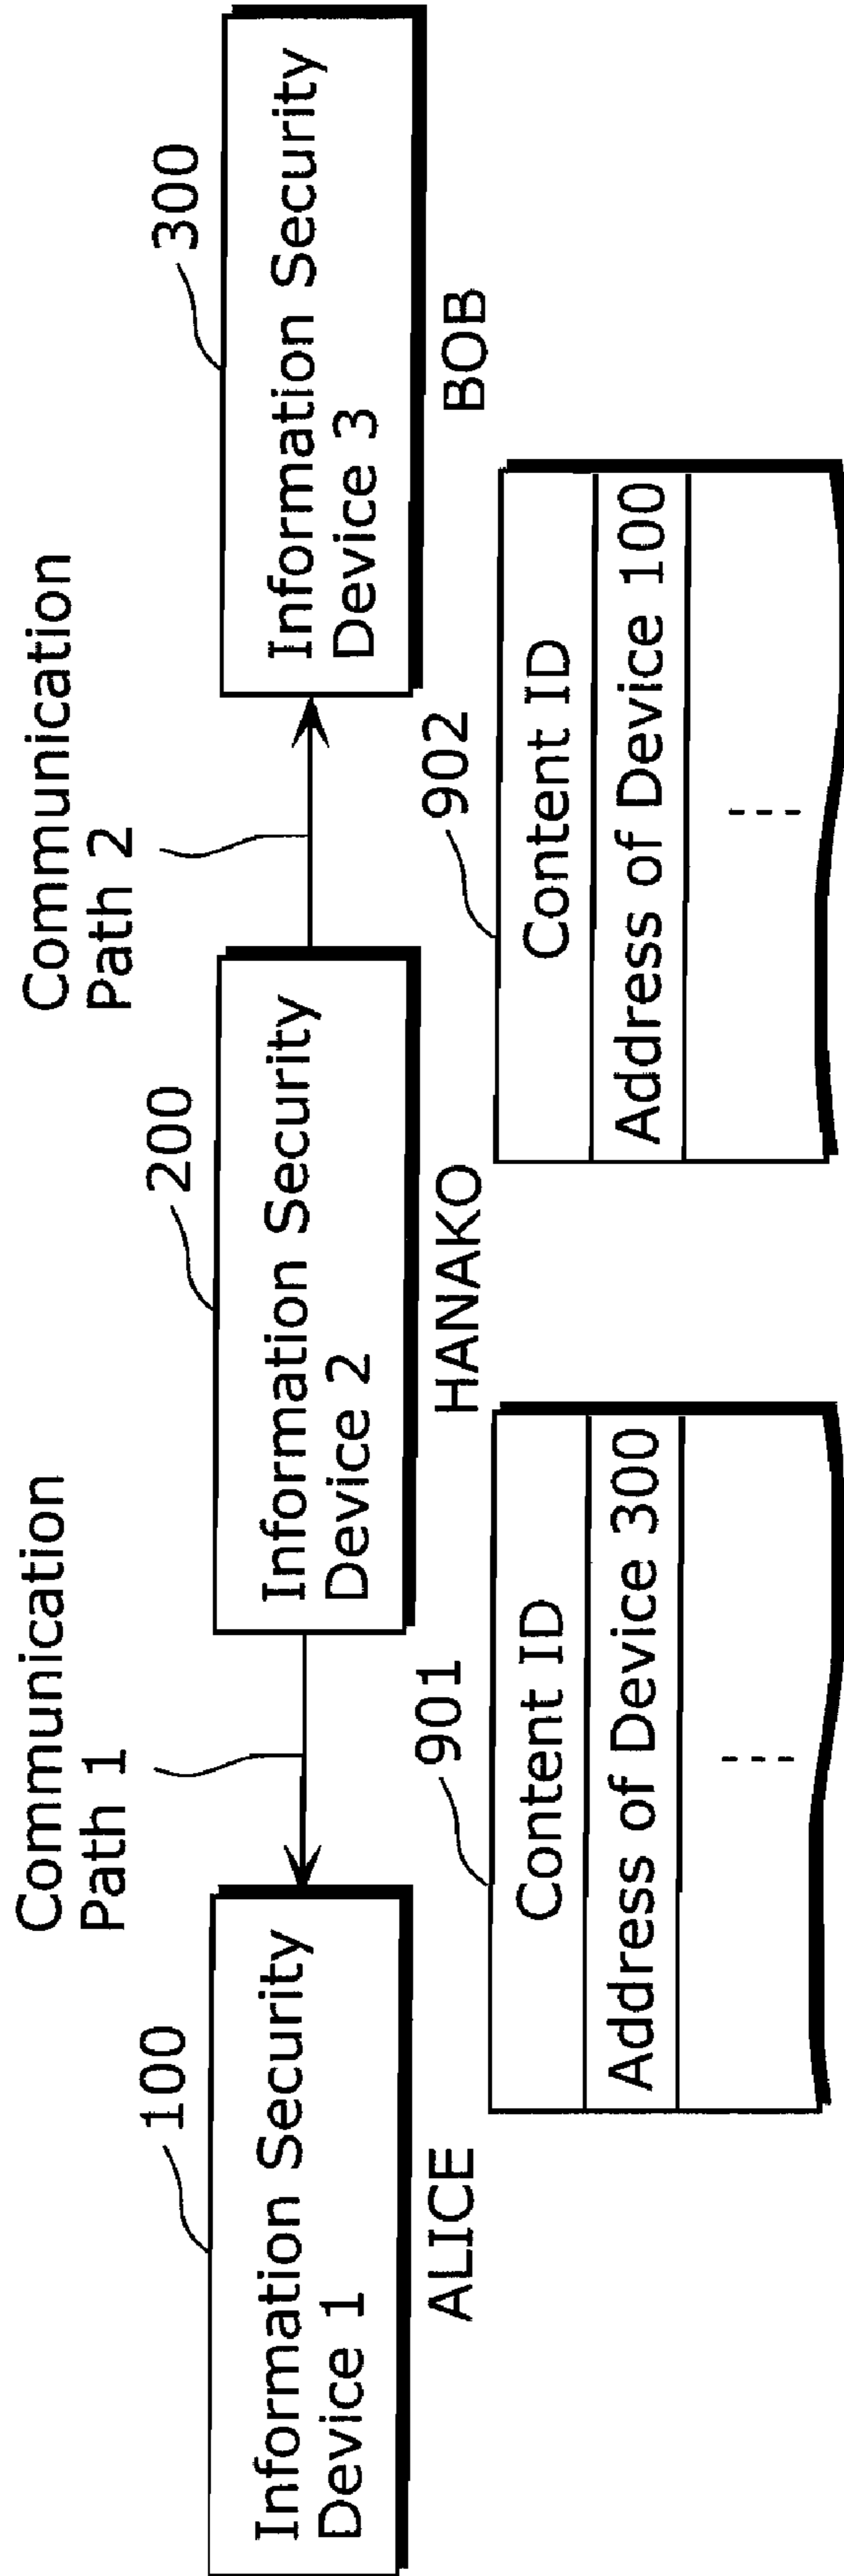 Communication
Path 1
Communication
Path 2
100
200
300
Information Security
Device 1
Information Security
Device 2
Information Security
Device 3
ALICE
HANAKO
BOB
901
902
Content ID
Address of Device 300
Content ID
Address of Device 100